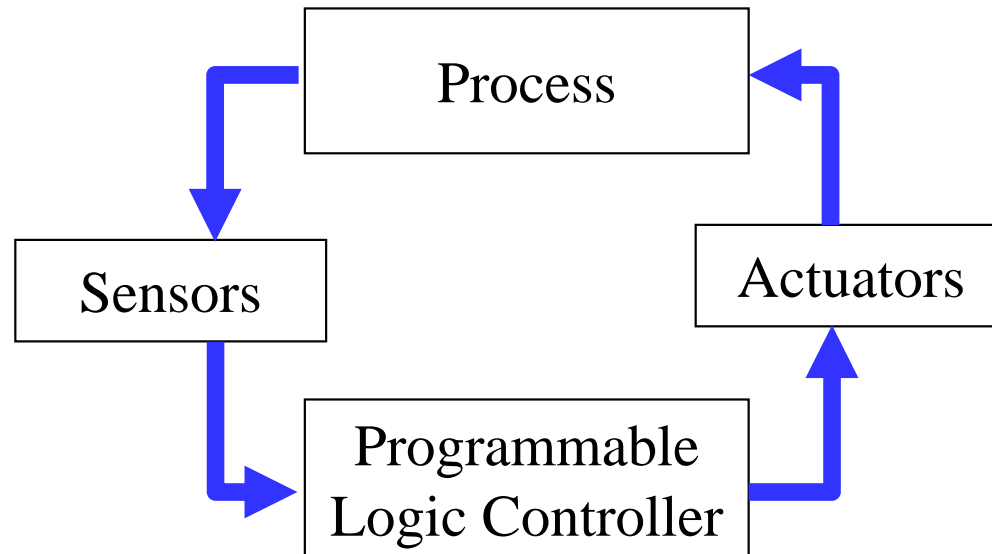 Process
Sensors
Actuators
Programmable
Logic Controller